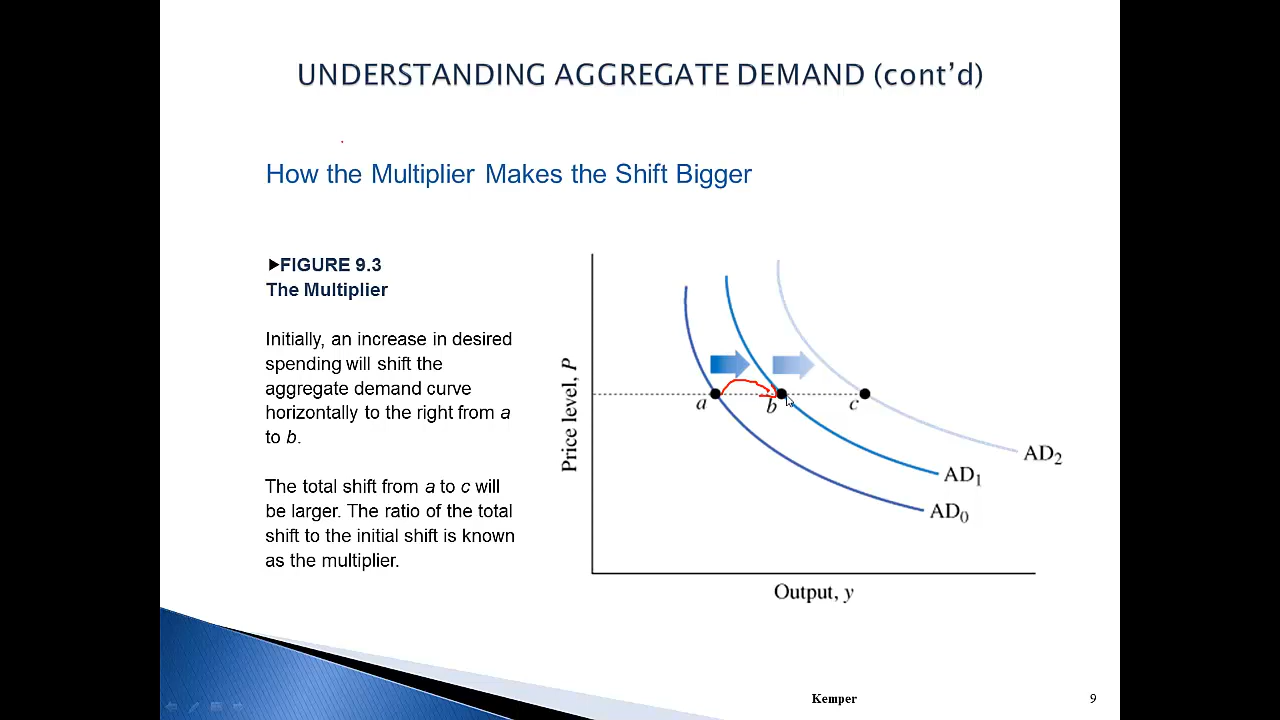 UNDERSTANDING AGGREGATE DEMAND (cont'd)
How the Multiplier Makes the Shift Bigger
▶FIGURE 9.3
The Multiplier
Initially, an increase in desired
spending will shift the
aggregate demand curve
horizontally to the right from a
to b.
The total shift from a to c will
be larger. The ratio of the total
shift to the initial shift is known
as the multiplier.
Price level, P
a
b
c
AD2
AD1
AD0
Output, y
Kemper
9